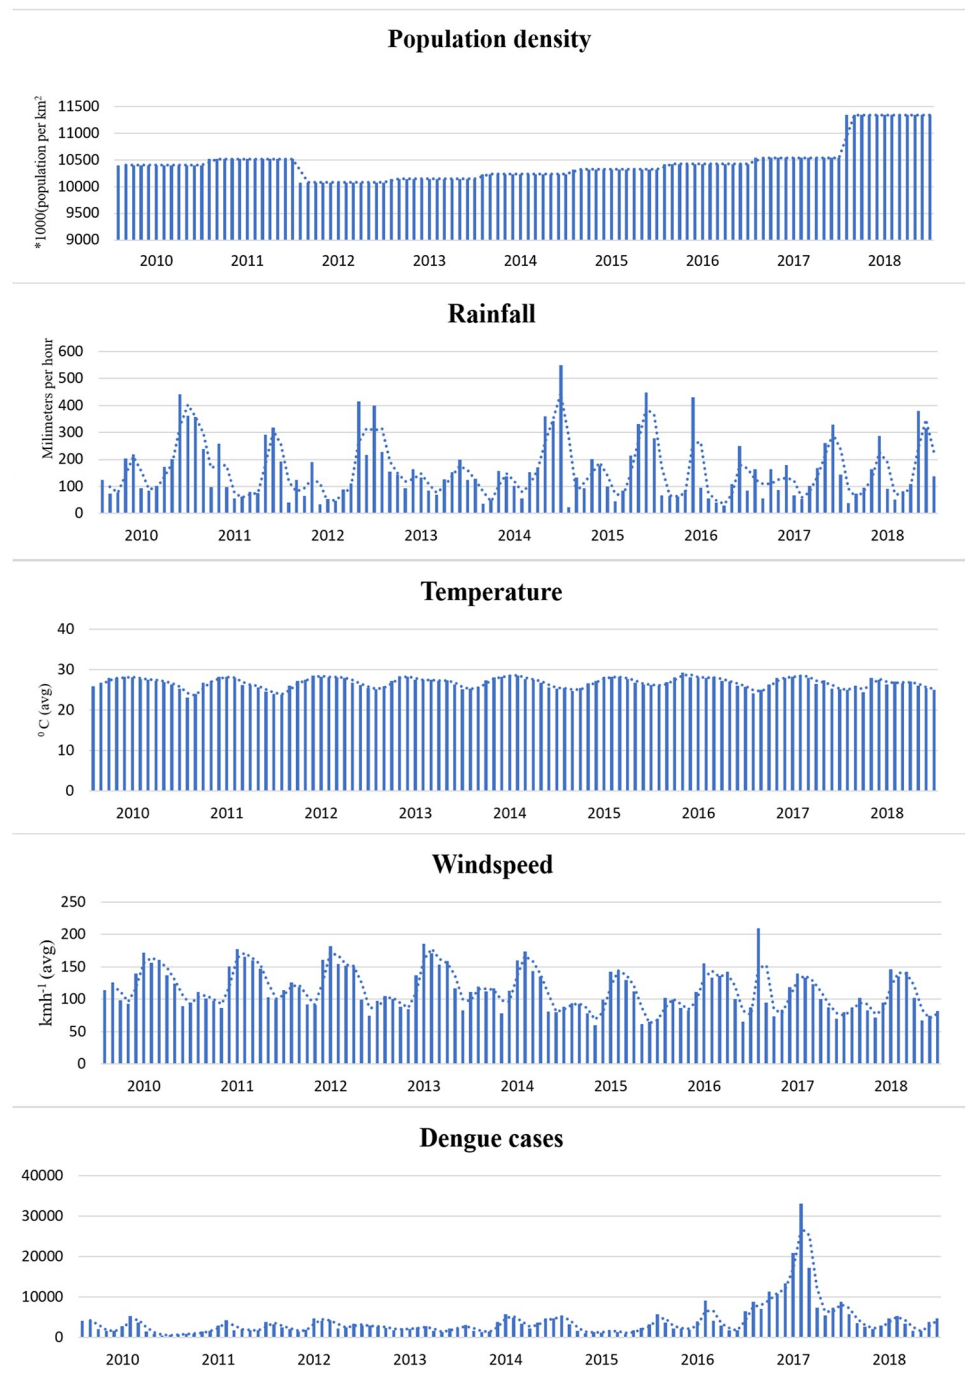 Population density
*1000(population per km²
11500
11000
10500
10000
9500
9000
2010 2011 2012 2013 2014 2015 2016 2017 2018
Rainfall
Milimeters per hour
600
500
400
300
200
100
0
2010 2011 2012 2013 2014 2015 2016 2017 2018
Temperature
⁰ C (avg)
40
30
20
10
0
2010 2011 2012 2013 2014 2015 2016 2017 2018
Windspeed
kmh⁻¹ (avg)
250
200
150
100
50
0
2010 2011 2012 2013 2014 2015 2016 2017 2018
Dengue cases
40000
30000
20000
10000
0
2010 2011 2012 2013 2014 2015 2016 2017 2018